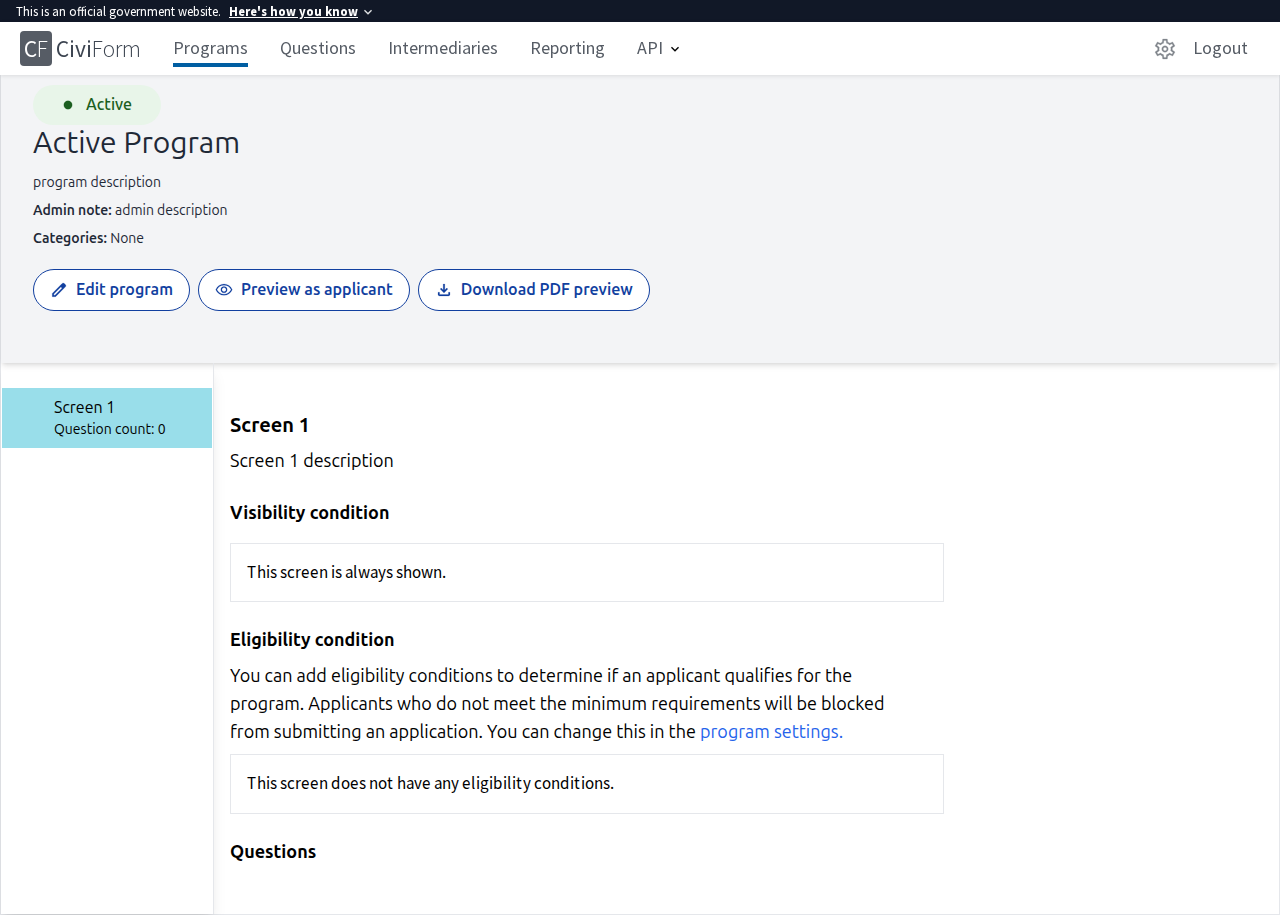 This is an official government website. Here's how you know
CF CiviForm Programs Questions Intermediaries Reporting API Logout
Active
Active Program
program description
Admin note: admin description
Categories: None
Edit program Preview as applicant Download PDF preview
Screen 1
Question count: 0
Screen 1
Screen 1 description
Visibility condition
This screen is always shown.
Eligibility condition
You can add eligibility conditions to determine if an applicant qualifies for the
program. Applicants who do not meet the minimum requirements will be blocked
from submitting an application. You can change this in the program settings.
This screen does not have any eligibility conditions.
Questions